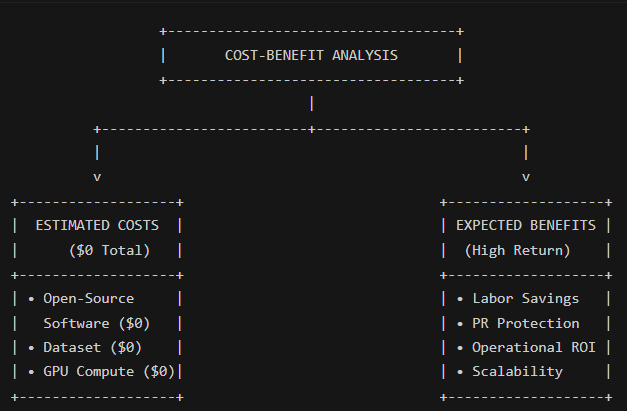 COST-BENEFIT ANALYSIS
ESTIMATED COSTS
($0 Total)
• Open-Source
Software ($0)
• Dataset ($0)
• GPU Compute ($0)
EXPECTED BENEFITS
(High Return)
• Labor Savings
• PR Protection
• Operational ROI
• Scalability